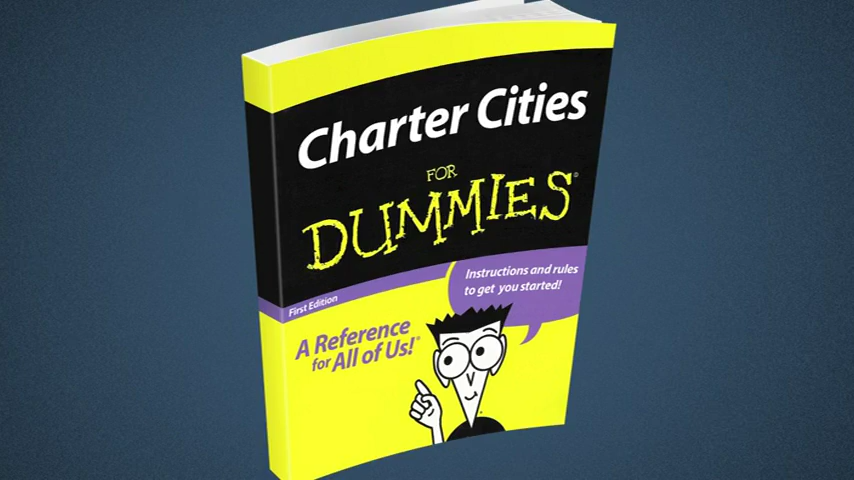 Charter Cities
FOR
DUMMIES®
Instructions and rules
to get you started!
First Edition
A Reference
for All of Us!®